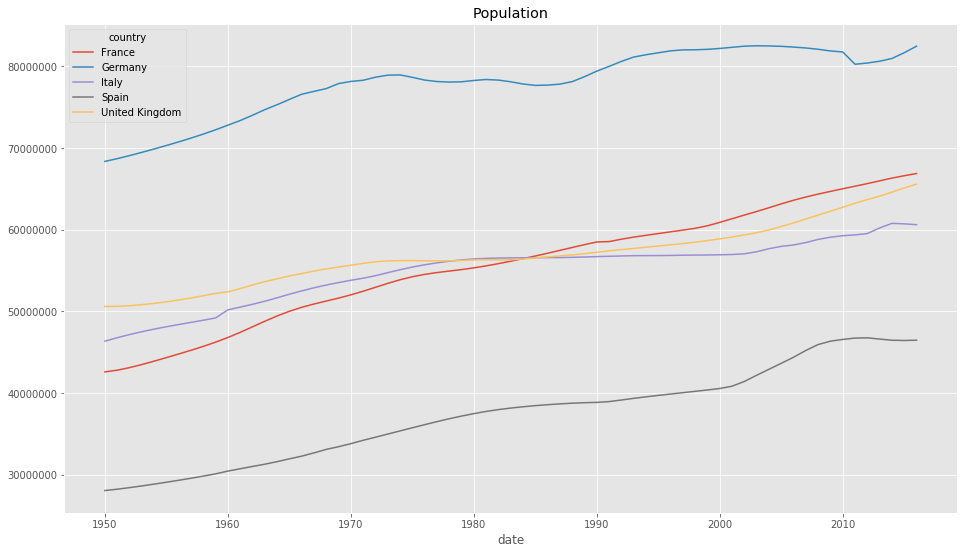 Population
country
France
Germany
Italy
Spain
United Kingdom
80000000
70000000
60000000
50000000
40000000
30000000
1950 1960 1970 1980 1990 2000 2010
date